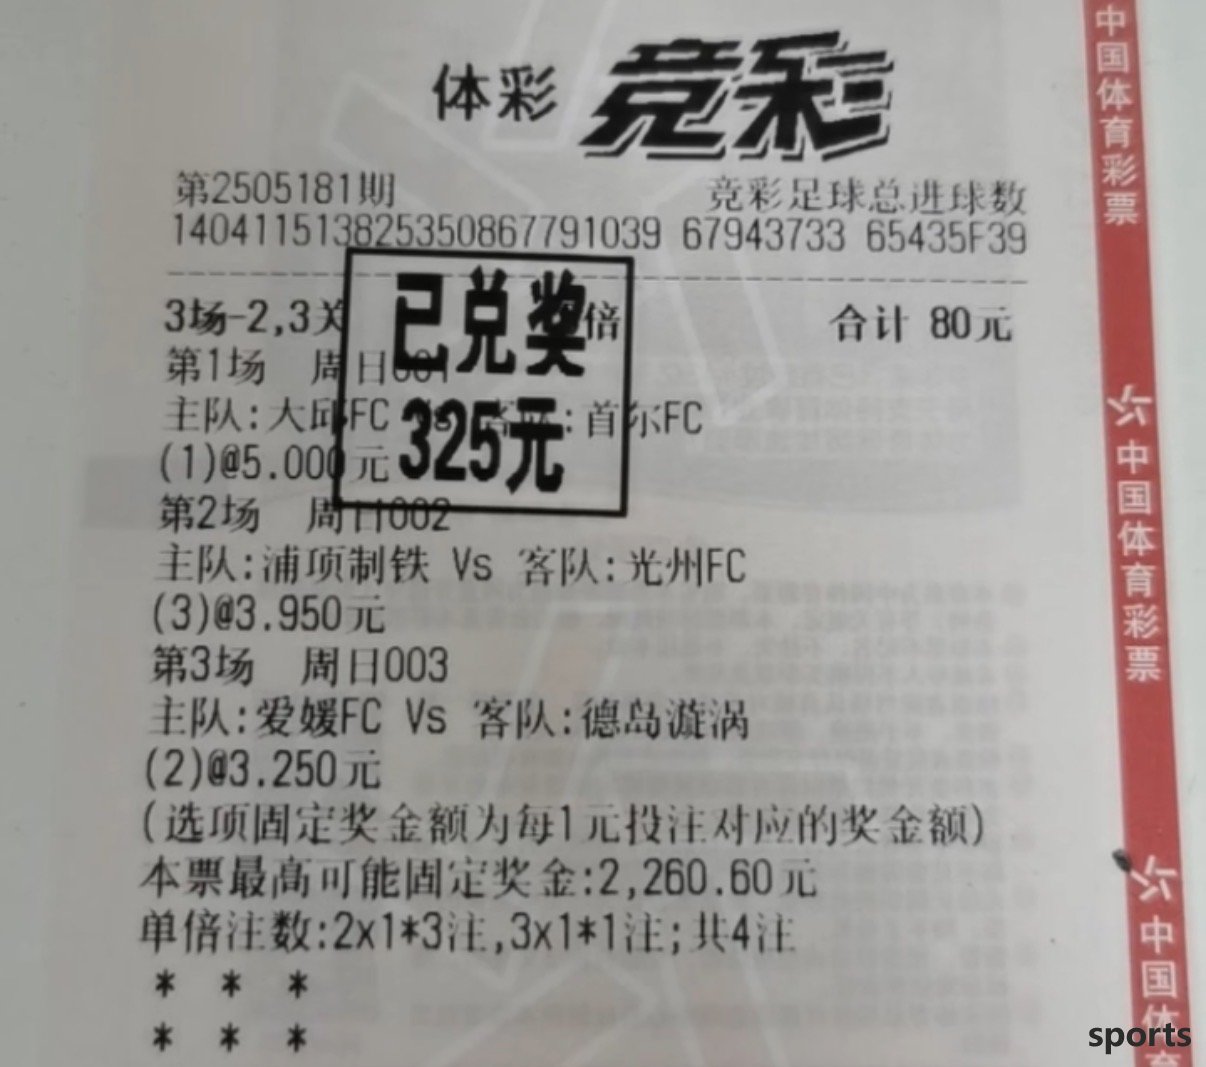 体彩 竞彩
第2505181期 竞彩足球总进球数
140411513825350867791039 67943733 65435F39
3场-2,3关 倍 合计 80元
已兑奖
325元
第1场 周日001
主队:大邱FC 客队:首尔FC
(1)@5.000元
第2场 周日002
主队:浦项制铁 Vs 客队:光州FC
(3)@3.950元
第3场 周日003
主队:爱媛FC Vs 客队:德岛漩涡
(2)@3.250元
(选项固定奖金额为每1元投注对应的奖金额)
本票最高可能固定奖金:2,260.60元
单倍注数:2x1*3注,3x1*1注;共4注
* * *
* * *
中国体育彩票
中国体育彩票
中国体育
sports